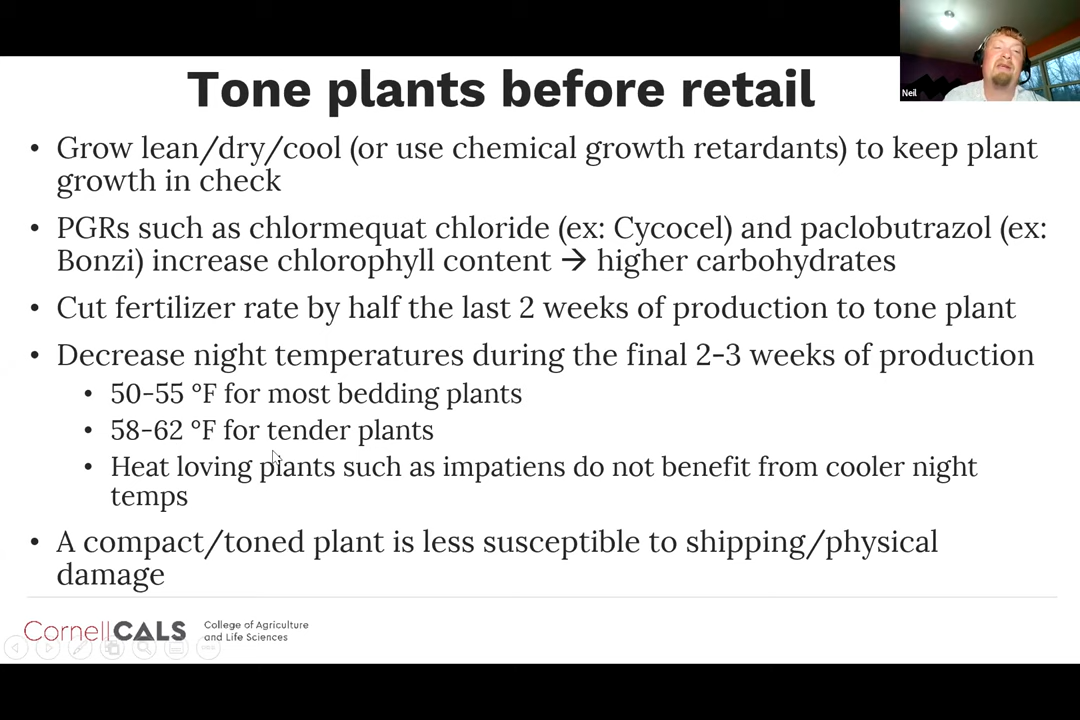 Tone plants before retail
Neil
• Grow lean/dry/cool (or use chemical growth retardants) to keep plant
growth in check
• PGRs such as chlormequat chloride (ex: Cycocel) and paclobutrazol (ex:
Bonzi) increase chlorophyll content → higher carbohydrates
• Cut fertilizer rate by half the last 2 weeks of production to tone plant
• Decrease night temperatures during the final 2-3 weeks of production
• 50-55 °F for most bedding plants
• 58-62 °F for tender plants
• Heat loving plants such as impatiens do not benefit from cooler night
temps
• A compact/toned plant is less susceptible to shipping/physical
damage
CornellCALS
College of Agriculture
and Life Sciences